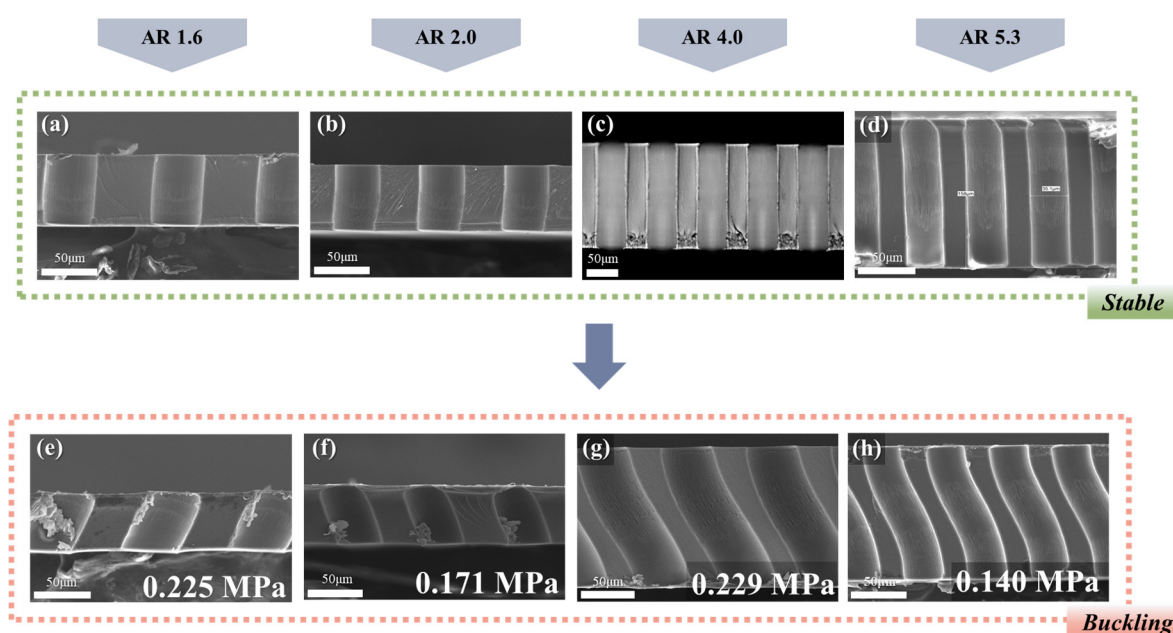 AR 1.6
AR 2.0
AR 4.0
AR 5.3
(a)
(b)
(c)
(d)
50μm
50μm
50μm
50μm
Stable
(e)
(f)
(g)
(h)
50μm
0.225 MPa
50μm
0.171 MPa
50μm
0.229 MPa
50μm
0.140 MPa
Buckling